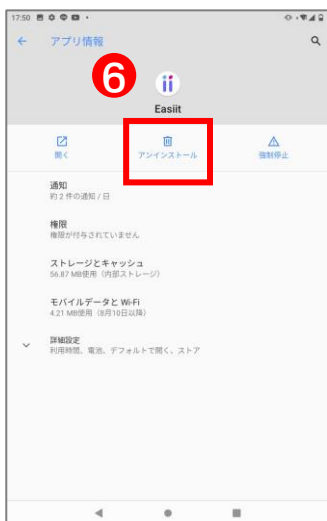 17:50
アプリ情報
6
Easiit
開く
アンインストール
強制停止
通知
約 2 件の通知 / 日
権限
権限が付与されていません
ストレージとキャッシュ
56.87 MB使用（内部ストレージ）
モバイルデータと Wi-Fi
4.21 MB使用（8月10日以降）
詳細設定
利用時間、電池、デフォルトで開く、ストア